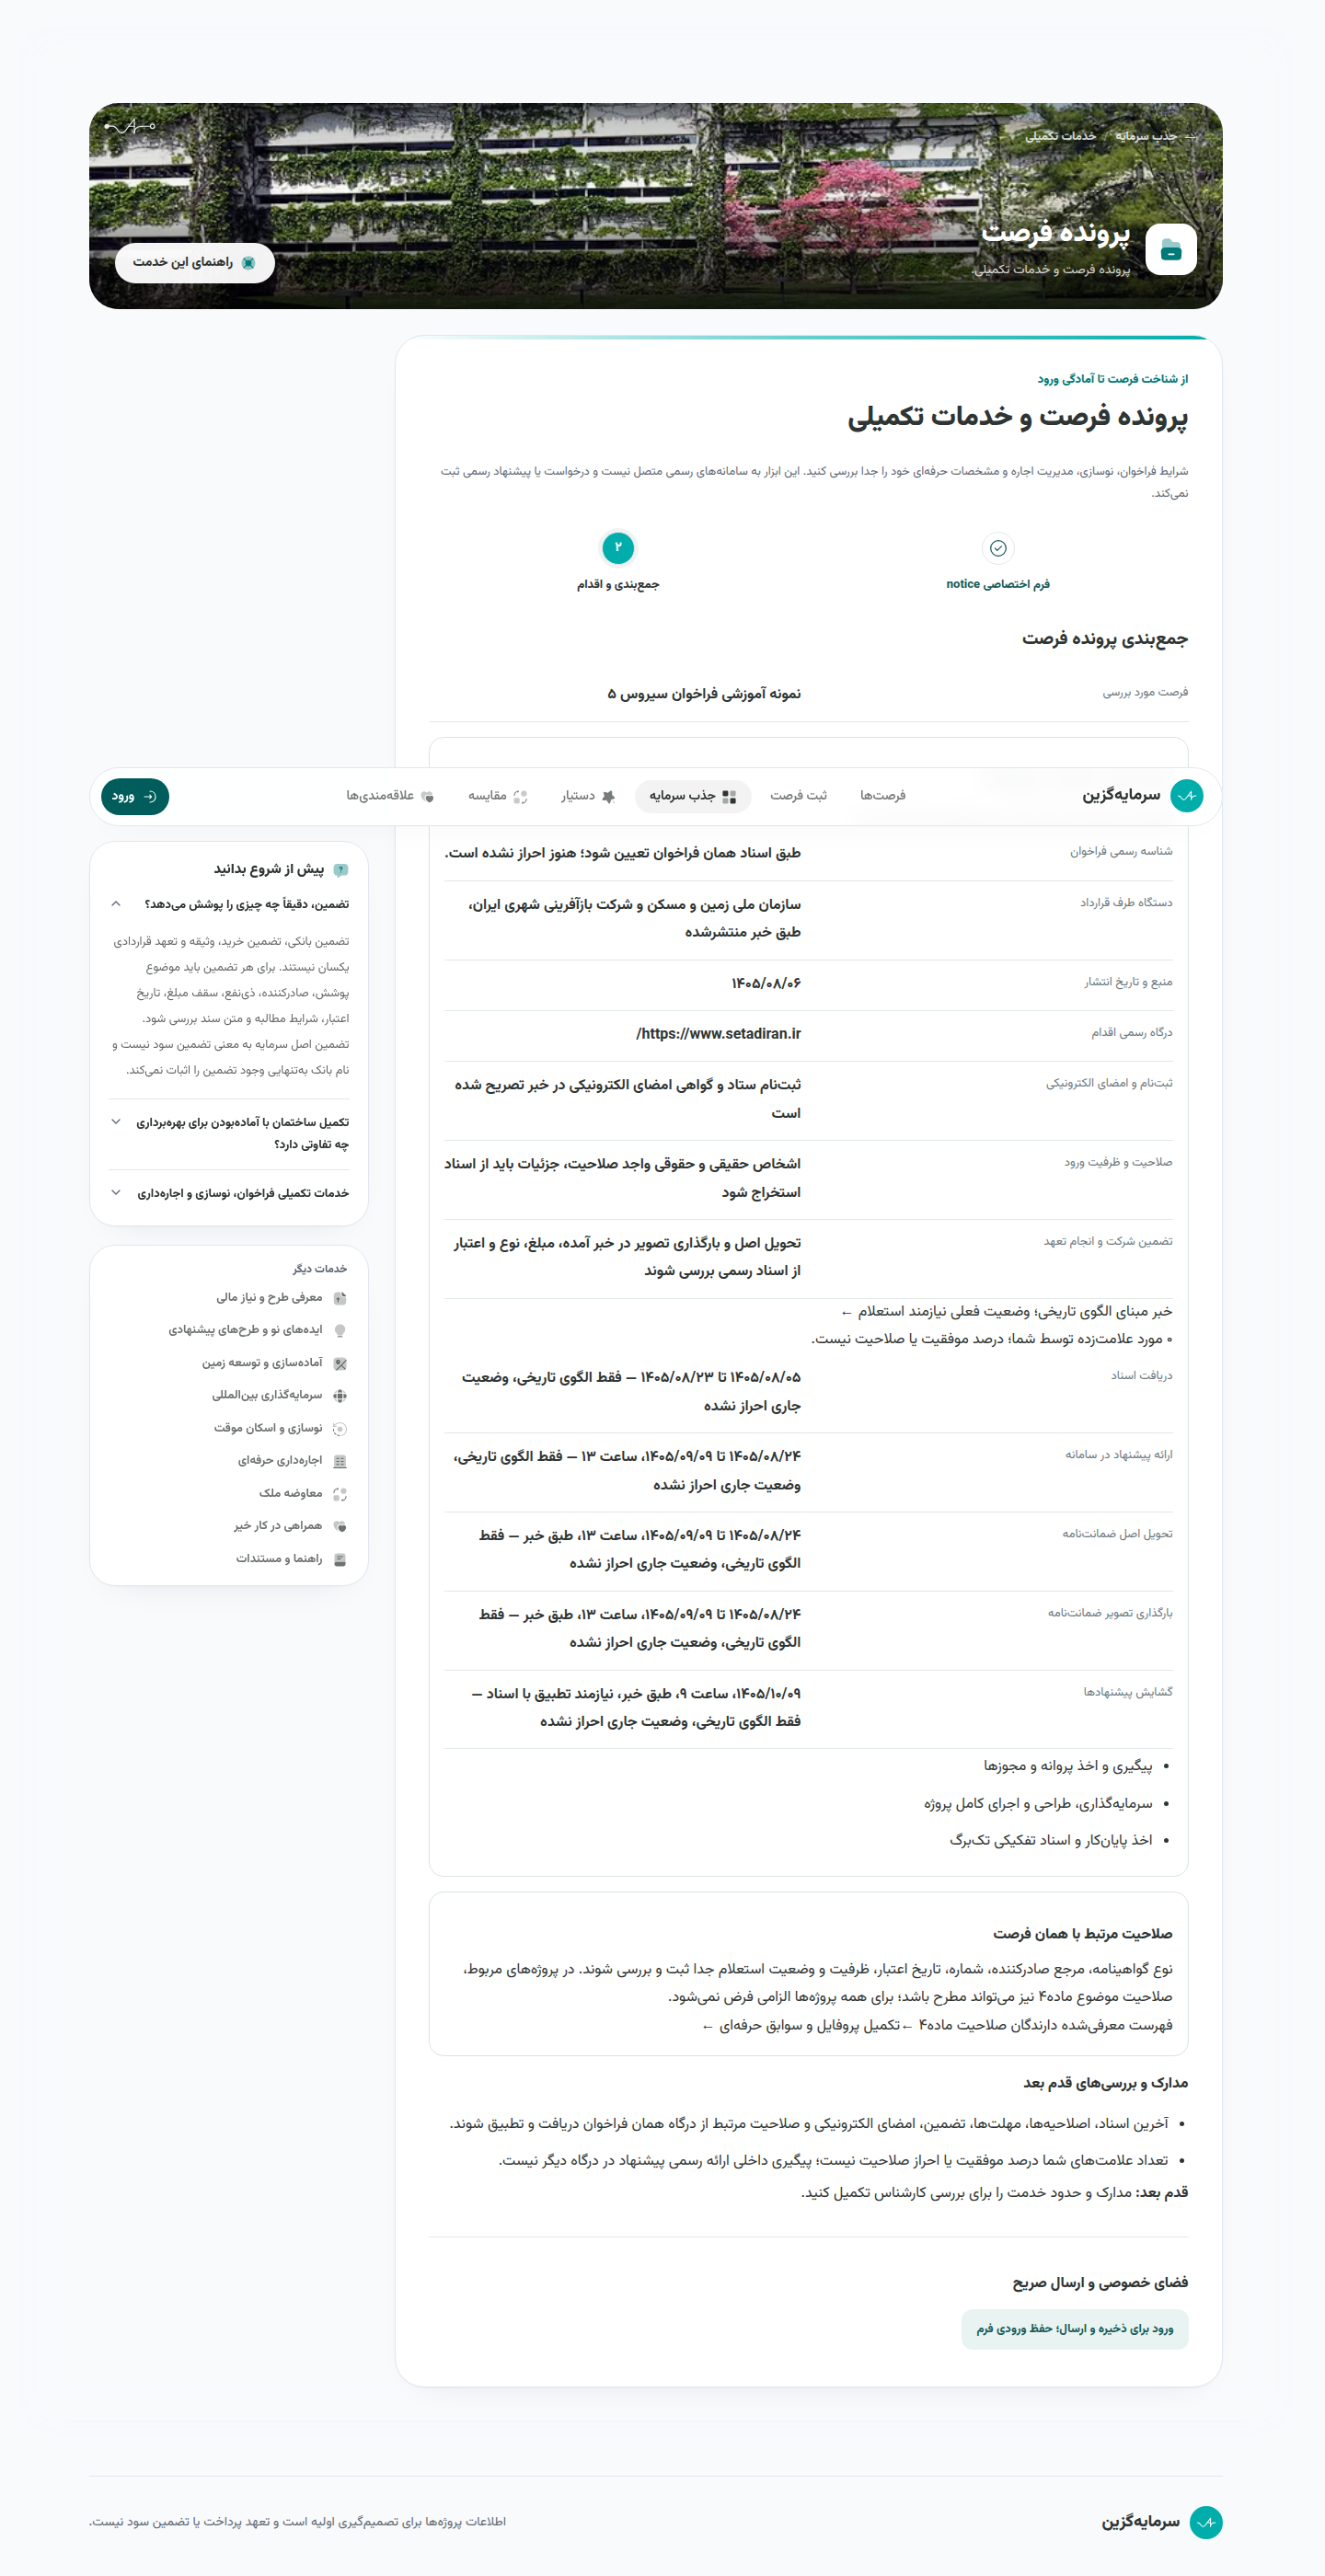 جذب سرمایه
خدمات تکمیلی
پرونده فرصت
پرونده فرصت و خدمات تکمیلی.
راهنمای این خدمت
از شناخت فرصت تا آمادگی ورود
پرونده فرصت و خدمات تکمیلی
شرایط فراخوان، نوسازی، مدیریت اجاره و مشخصات حرفه‌ای خود را جدا بررسی کنید. این ابزار به سامانه‌های رسمی متصل نیست و درخواست یا پیشنهاد رسمی ثبت
نمی‌کند.
۲
فرم اختصاصی notice
جمع‌بندی و اقدام
جمع‌بندی پرونده فرصت
فرصت مورد بررسی
نمونه آموزشی فراخوان سیروس ۵
سرمایه‌گزین
فرصت‌ها
ثبت فرصت
جذب سرمایه
دستیار
مقایسه
علاقه‌مندی‌ها
ورود
شناسه رسمی فراخوان
طبق اسناد همان فراخوان تعیین شود؛ هنوز احراز نشده است.
دستگاه طرف قرارداد
سازمان ملی زمین و مسکن و شرکت بازآفرینی شهری ایران،
طبق خبر منتشرشده
منبع و تاریخ انتشار
۱۴۰۵/۰۸/۰۶
درگاه رسمی اقدام
https://www.setadiran.ir/
ثبت‌نام و امضای الکترونیکی
ثبت‌نام ستاد و گواهی امضای الکترونیکی در خبر تصریح شده
است
صلاحیت و ظرفیت ورود
اشخاص حقیقی و حقوقی واجد صلاحیت، جزئیات باید از اسناد
استخراج شود
تضمین شرکت و انجام تعهد
تحویل اصل و بارگذاری تصویر در خبر آمده، مبلغ، نوع و اعتبار
از اسناد رسمی بررسی شوند
خبر مبنای الگوی تاریخی؛ وضعیت فعلی نیازمند استعلام ←
۰ مورد علامت‌زده توسط شما؛ درصد موفقیت یا صلاحیت نیست.
دریافت اسناد
۱۴۰۵/۰۸/۰۵ تا ۱۴۰۵/۰۸/۲۳ — فقط الگوی تاریخی، وضعیت
جاری احراز نشده
ارائه پیشنهاد در سامانه
۱۴۰۵/۰۸/۲۴ تا ۱۴۰۵/۰۹/۰۹، ساعت ۱۳ — فقط الگوی تاریخی،
وضعیت جاری احراز نشده
تحویل اصل ضمانت‌نامه
۱۴۰۵/۰۸/۲۴ تا ۱۴۰۵/۰۹/۰۹، ساعت ۱۳، طبق خبر — فقط
الگوی تاریخی، وضعیت جاری احراز نشده
بارگذاری تصویر ضمانت‌نامه
۱۴۰۵/۰۸/۲۴ تا ۱۴۰۵/۰۹/۰۹، ساعت ۱۳، طبق خبر — فقط
الگوی تاریخی، وضعیت جاری احراز نشده
گشایش پیشنهادها
۱۴۰۵/۱۰/۰۹، ساعت ۹، طبق خبر، نیازمند تطبیق با اسناد —
فقط الگوی تاریخی، وضعیت جاری احراز نشده
• پیگیری و اخذ پروانه و مجوزها
• سرمایه‌گذاری، طراحی و اجرای کامل پروژه
• اخذ پایان‌کار و اسناد تفکیکی تک‌برگ
صلاحیت مرتبط با همان فرصت
نوع گواهینامه، مرجع صادرکننده، شماره، تاریخ اعتبار، ظرفیت و وضعیت استعلام جدا ثبت و بررسی شوند. در پروژه‌های مربوط،
صلاحیت موضوع ماده۴ نیز می‌تواند مطرح باشد؛ برای همه پروژه‌ها الزامی فرض نمی‌شود.
فهرست معرفی‌شده دارندگان صلاحیت ماده۴ ←تکمیل پروفایل و سوابق حرفه‌ای ←
مدارک و بررسی‌های قدم بعد
• آخرین اسناد، اصلاحیه‌ها، مهلت‌ها، تضمین، امضای الکترونیکی و صلاحیت مرتبط از درگاه همان فراخوان دریافت و تطبیق شوند.
• تعداد علامت‌های شما درصد موفقیت یا احراز صلاحیت نیست؛ پیگیری داخلی ارائه رسمی پیشنهاد در درگاه دیگر نیست.
قدم بعد: مدارک و حدود خدمت را برای بررسی کارشناس تکمیل کنید.
فضای خصوصی و ارسال صریح
ورود برای ذخیره و ارسال؛ حفظ ورودی فرم
پیش از شروع بدانید
تضمین، دقیقاً چه چیزی را پوشش می‌دهد؟
تضمین بانکی، تضمین خرید، وثیقه و تعهد قراردادی
یکسان نیستند. برای هر تضمین باید موضوع
پوشش، صادرکننده، ذی‌نفع، سقف مبلغ، تاریخ
اعتبار، شرایط مطالبه و متن سند بررسی شود.
تضمین اصل سرمایه به معنی تضمین سود نیست و
نام بانک به‌تنهایی وجود تضمین را اثبات نمی‌کند.
تکمیل ساختمان با آماده‌بودن برای بهره‌برداری
چه تفاوتی دارد؟
خدمات تکمیلی فراخوان، نوسازی و اجاره‌داری
خدمات دیگر
معرفی طرح و نیاز مالی
ایده‌های نو و طرح‌های پیشنهادی
آماده‌سازی و توسعه زمین
سرمایه‌گذاری بین‌المللی
نوسازی و اسکان موقت
اجاره‌داری حرفه‌ای
معاوضه ملک
همراهی در کار خیر
راهنما و مستندات
سرمایه‌گزین
اطلاعات پروژه‌ها برای تصمیم‌گیری اولیه است و تعهد پرداخت یا تضمین سود نیست.